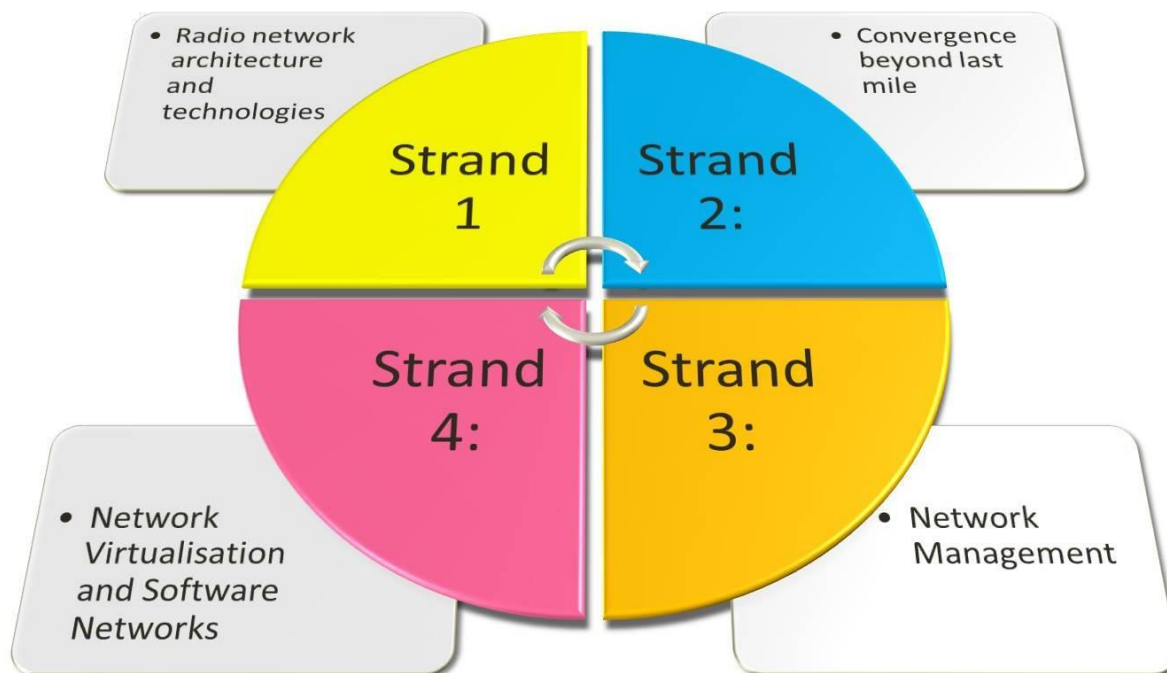 • Radio network
architecture
and
technologies
• Convergence
beyond last
mile
Strand
1
Strand
2:
Strand
4:
Strand
3:
• Network
Virtualisation
and Software
Networks
• Network
Management